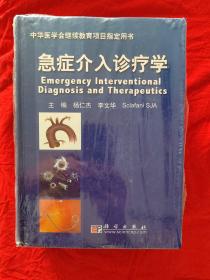 中华医学会继续教育项目指定用书
急症介入诊疗学
Emergency Interventional
Diagnosis and Therapeutics
主编 杨仁杰 李文华 Sclafani SJA
科学出版社